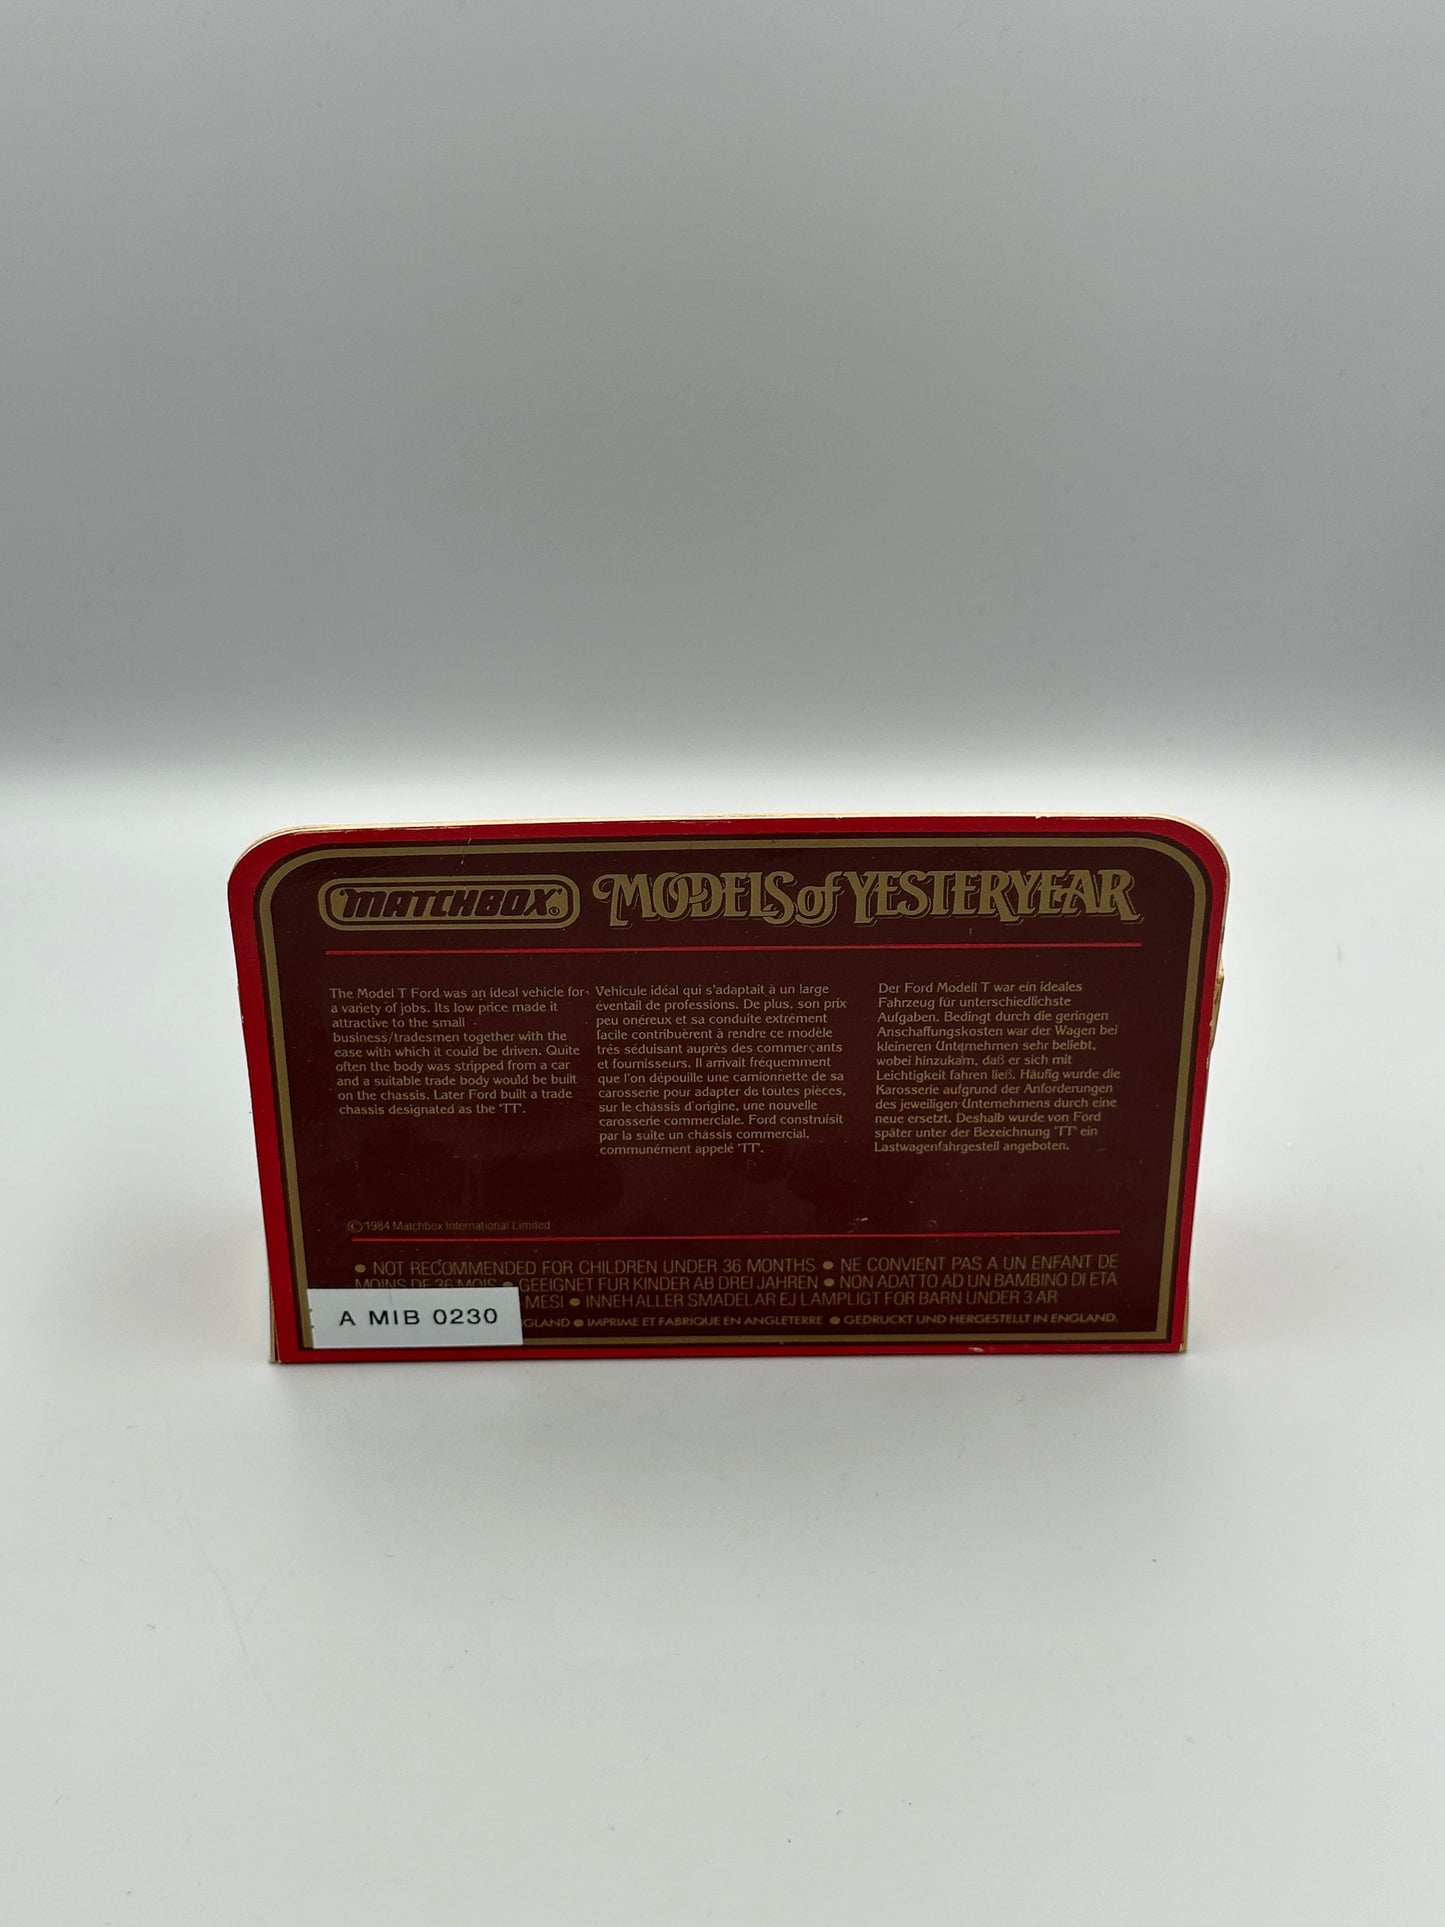 MATCHBOX®
MODELS of YESTERYEAR
The Model T Ford was an ideal vehicle for
a variety of jobs. Its low price made it
attractive to the small
business/tradesmen together with the
ease with which it could be driven. Quite
often the body was stripped from a car
and a suitable trade body would be built
on the chassis. Later Ford built a trade
chassis designated as the 'TT'.
Vehicule idéal qui s'adaptait à un large
éventail de professions. De plus, son prix
peu onéreux et sa conduite extrèment
facile contribuèrent à rendre ce modèle
trés séduisant auprès des commerçants
et fournisseurs. Il arrivait fréquemment
que l'on dépouille une camionnette de sa
carosserie pour adapter de toutes pièces,
sur le châssis d'origine, une nouvelle
carosserie commerciale. Ford construisit
par la suite un châssis commercial,
communément appelé 'TT'.
Der Ford Modell T war ein ideales
Fahrzeug für unterschiedlichste
Aufgaben. Bedingt durch die geringen
Anschaffungskosten war der Wagen bei
kleineren Unternehmen sehr beliebt,
wobei hinzukam, daß er sich mit
Leichtigkeit fahren ließ. Häufig wurde die
Karosserie aufgrund der Anforderungen
des jeweiligen Unternehmens durch eine
neue ersetzt. Deshalb wurde von Ford
später unter der Bezeichnung 'TT' ein
Lastwagenfahrgestell angeboten.
© 1984 Matchbox International Limited
● NOT RECOMMENDED FOR CHILDREN UNDER 36 MONTHS ● NE CONVIENT PAS A UN ENFANT DE
MOINS DE 36 MOIS ● GEEIGNET FUR KINDER AB DREI JAHREN ● NON ADATTO AD UN BAMBINO DI ETA
MESI ● INNEHALLER SMADELAR EJ LAMPLIGT FOR BARN UNDER 3 AR
GLAND ● IMPRIME ET FABRIQUE EN ANGLETERRE ● GEDRUCKT UND HERGESTELLT IN ENGLAND.
A MIB 0230